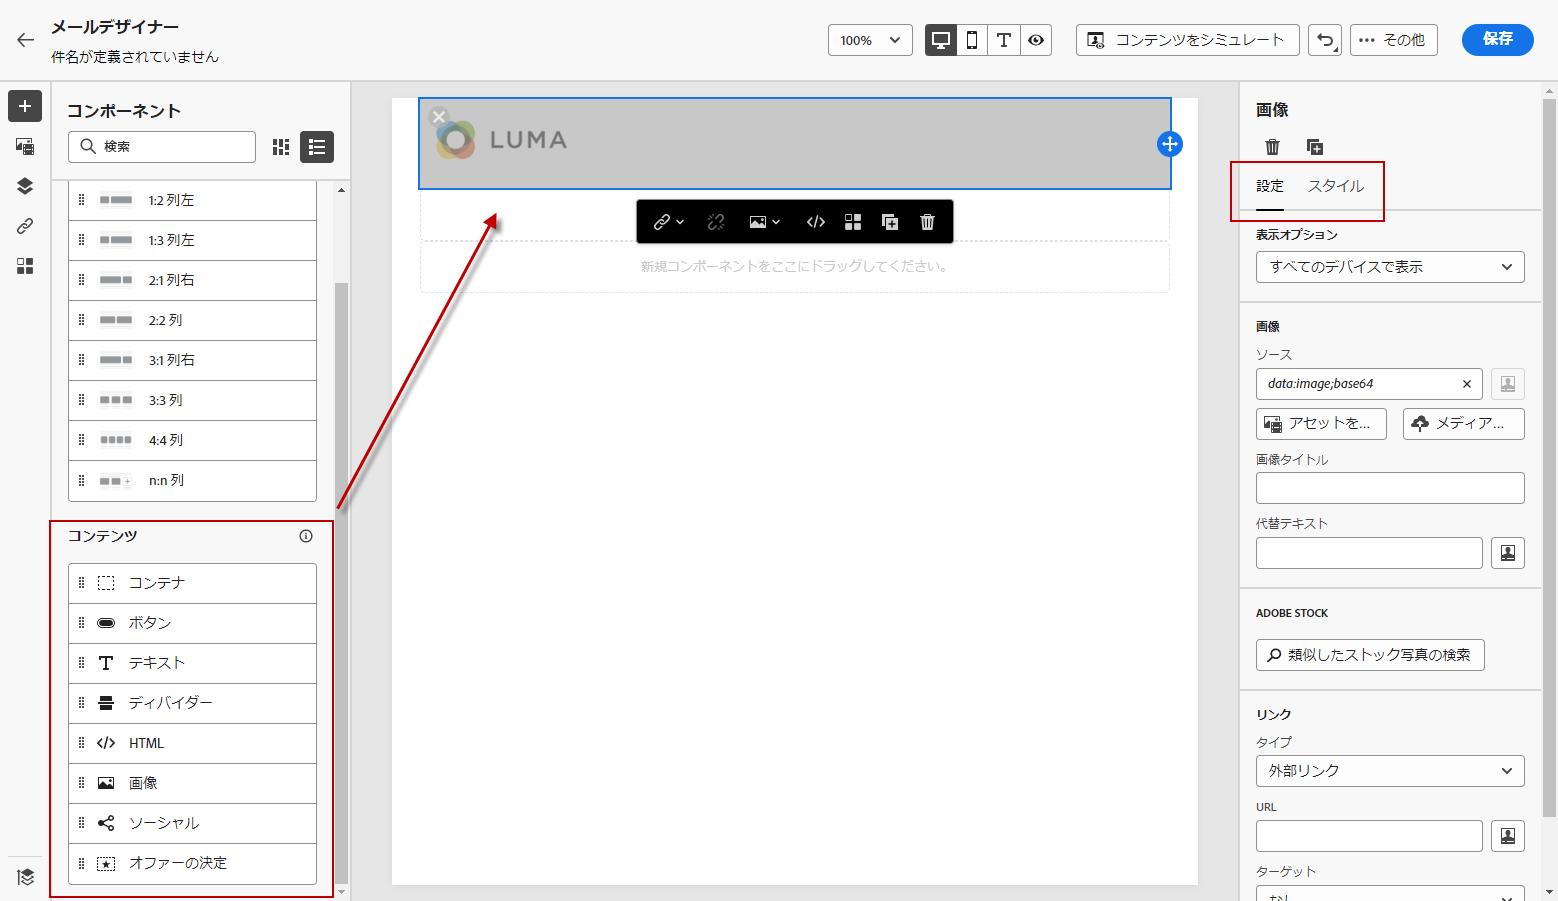 メールデザイナー
件名が定義されていません
100%
コンテンツをシミュレート
その他
保存
コンポーネント
検索
1:2 列左
1:3 列左
2:1 列右
2:2 列
3:1 列右
3:3 列
4:4 列
n:n 列
コンテンツ
コンテナ
ボタン
テキスト
ディバイダー
HTML
画像
ソーシャル
オファーの決定
LUMA
新規コンポーネントをここにドラッグしてください。
画像
設定 スタイル
表示オプション
すべてのデバイスで表示
画像
ソース
data:image;base64
アセットを... メディア...
画像タイトル
代替テキスト
ADOBE STOCK
類似したストック写真の検索
リンク
タイプ
外部リンク
URL
ターゲット
なし